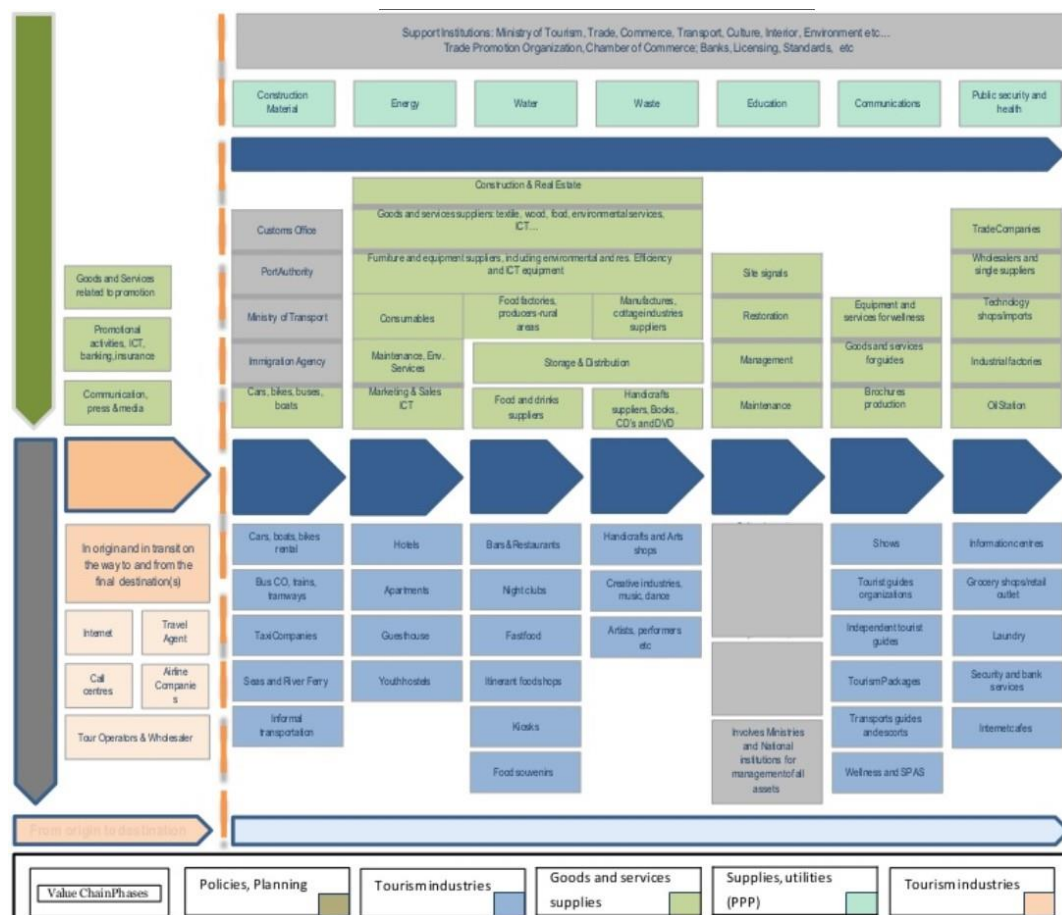 Support Institutions: Ministry of Tourism, Trade, Commerce, Transport, Culture, Interior, Environment etc....
Trade Promotion Organization, Chamber of Commerce; Banks, Licensing, Standards, etc
Construction
Material
Energy
Water
Waste
Education
Communications
Public security and
health
Construction & Real Estate
Goods and services suppliers: textile, wood, food, environmental services,
ICT....
Furniture and equipment suppliers, including environmental and res. Efficiency
and ICT equipment
Customs Office
Port Authority
Ministry of Transport
Immigration Agency
Cars, bikes, buses,
boats
Goods and Services
related to promotion
Promotional
activities, ICT,
banking, insurance
Communication,
press & media
Consumables
Maintenance, Env.
Services
Marketing & Sales
ICT
Food factories,
producers-rural
areas
Manufactures,
cottage industries
suppliers
Storage & Distribution
Food and drinks
suppliers
Handicrafts
suppliers, Books,
CD's and DVD
Site signals
Restoration
Management
Maintenance
Equipment and
services for wellness
Goods and services
for guides
Brochures
production
Trade Companies
Wholesalers and
single suppliers
Technology
shops/imports
Industrial factories
Oil Station
In origin and in transit on
the way to and from the
final destination(s)
Internet
Travel
Agent
Call
centres
Airline
Companie
s
Tour Operators & Wholesaler
Cars, boats, bikes
rental
Bus CO, trains,
tramways
Taxi Companies
Seas and River Ferry
Informal
transportation
Hotels
Apartments
Guesthouse
Youth hostels
Bars & Restaurants
Night clubs
Fastfood
Itinerant food shops
Kiosks
Food souvenirs
Handicrafts and Arts
shops
Creative industries,
music, dance
Artists, performers
etc
Involves Ministries
and National
institutions for
management of all
assets
Shows
Tourist guides
organizations
Independent tourist
guides
Tourism Packages
Transports guides
and escorts
Wellness and SPAS
Information centres
Grocery shops/retail
outlet
Laundry
Security and bank
services
Internet cafes
From origin to destination
Value Chain Phases
Policies, Planning
Tourism industries
Goods and services
supplies
Supplies, utilities
(PPP)
Tourism industries